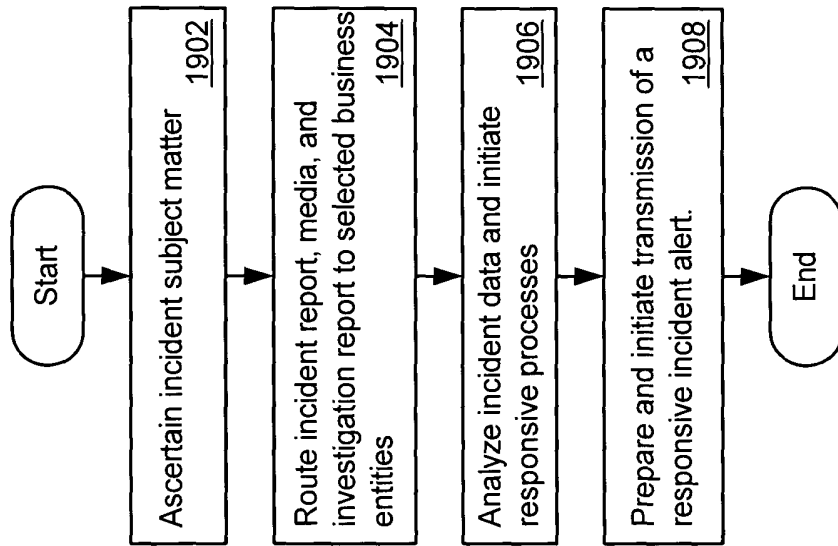 Start
Ascertain incident subject matter
1902
Route incident report, media, and
investigation report to selected business
entities
1904
Analyze incident data and initiate
responsive processes
1906
Prepare and initiate transmission of a
responsive incident alert.
1908
End